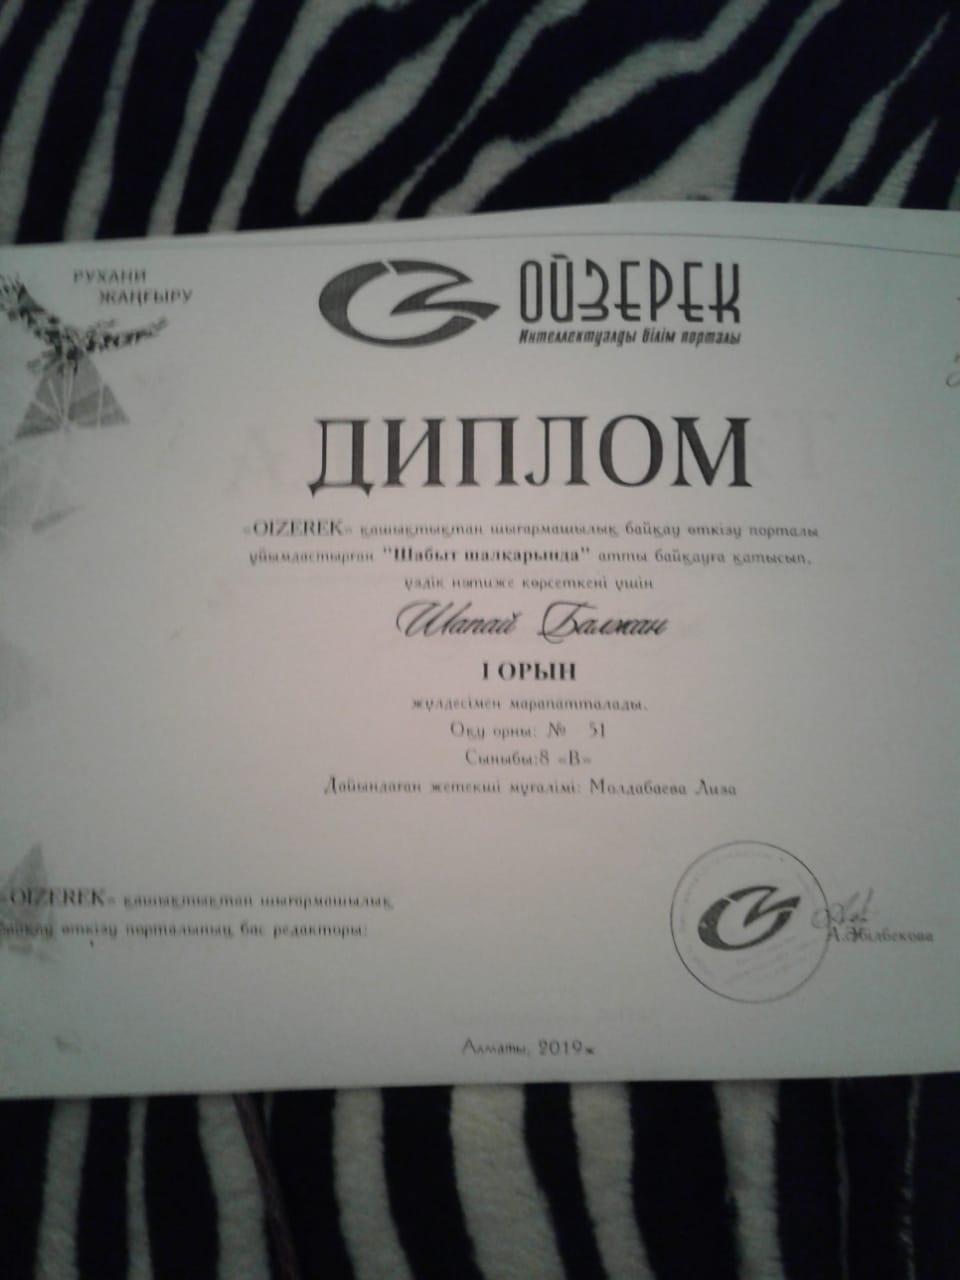 РУХАНИ
ЖАҢҒЫРУ
ОЙЗЕРЕК
Интеллектуалды білім порталы
ДИПЛОМ
«OIZEREK» қашықтықтан шығармашылық байқау өткізу порталы
ұйымдастырған "Шабыт шалқарында" атты байқауға қатысып,
үздік нәтиже көрсеткені үшін
Шапай Балжан
I ОРЫН
жүлдесімен марапатталады.
Оқу орны: № 51
Сыныбы:8 «В»
Дайындаған жетекші мұғалімі: Молдабаева Лиза
«OIZEREK» қашықтықтан шығармашылық
байқау өткізу порталының бас редакторы:
А.Әбілбекова
Алматы, 2019ж